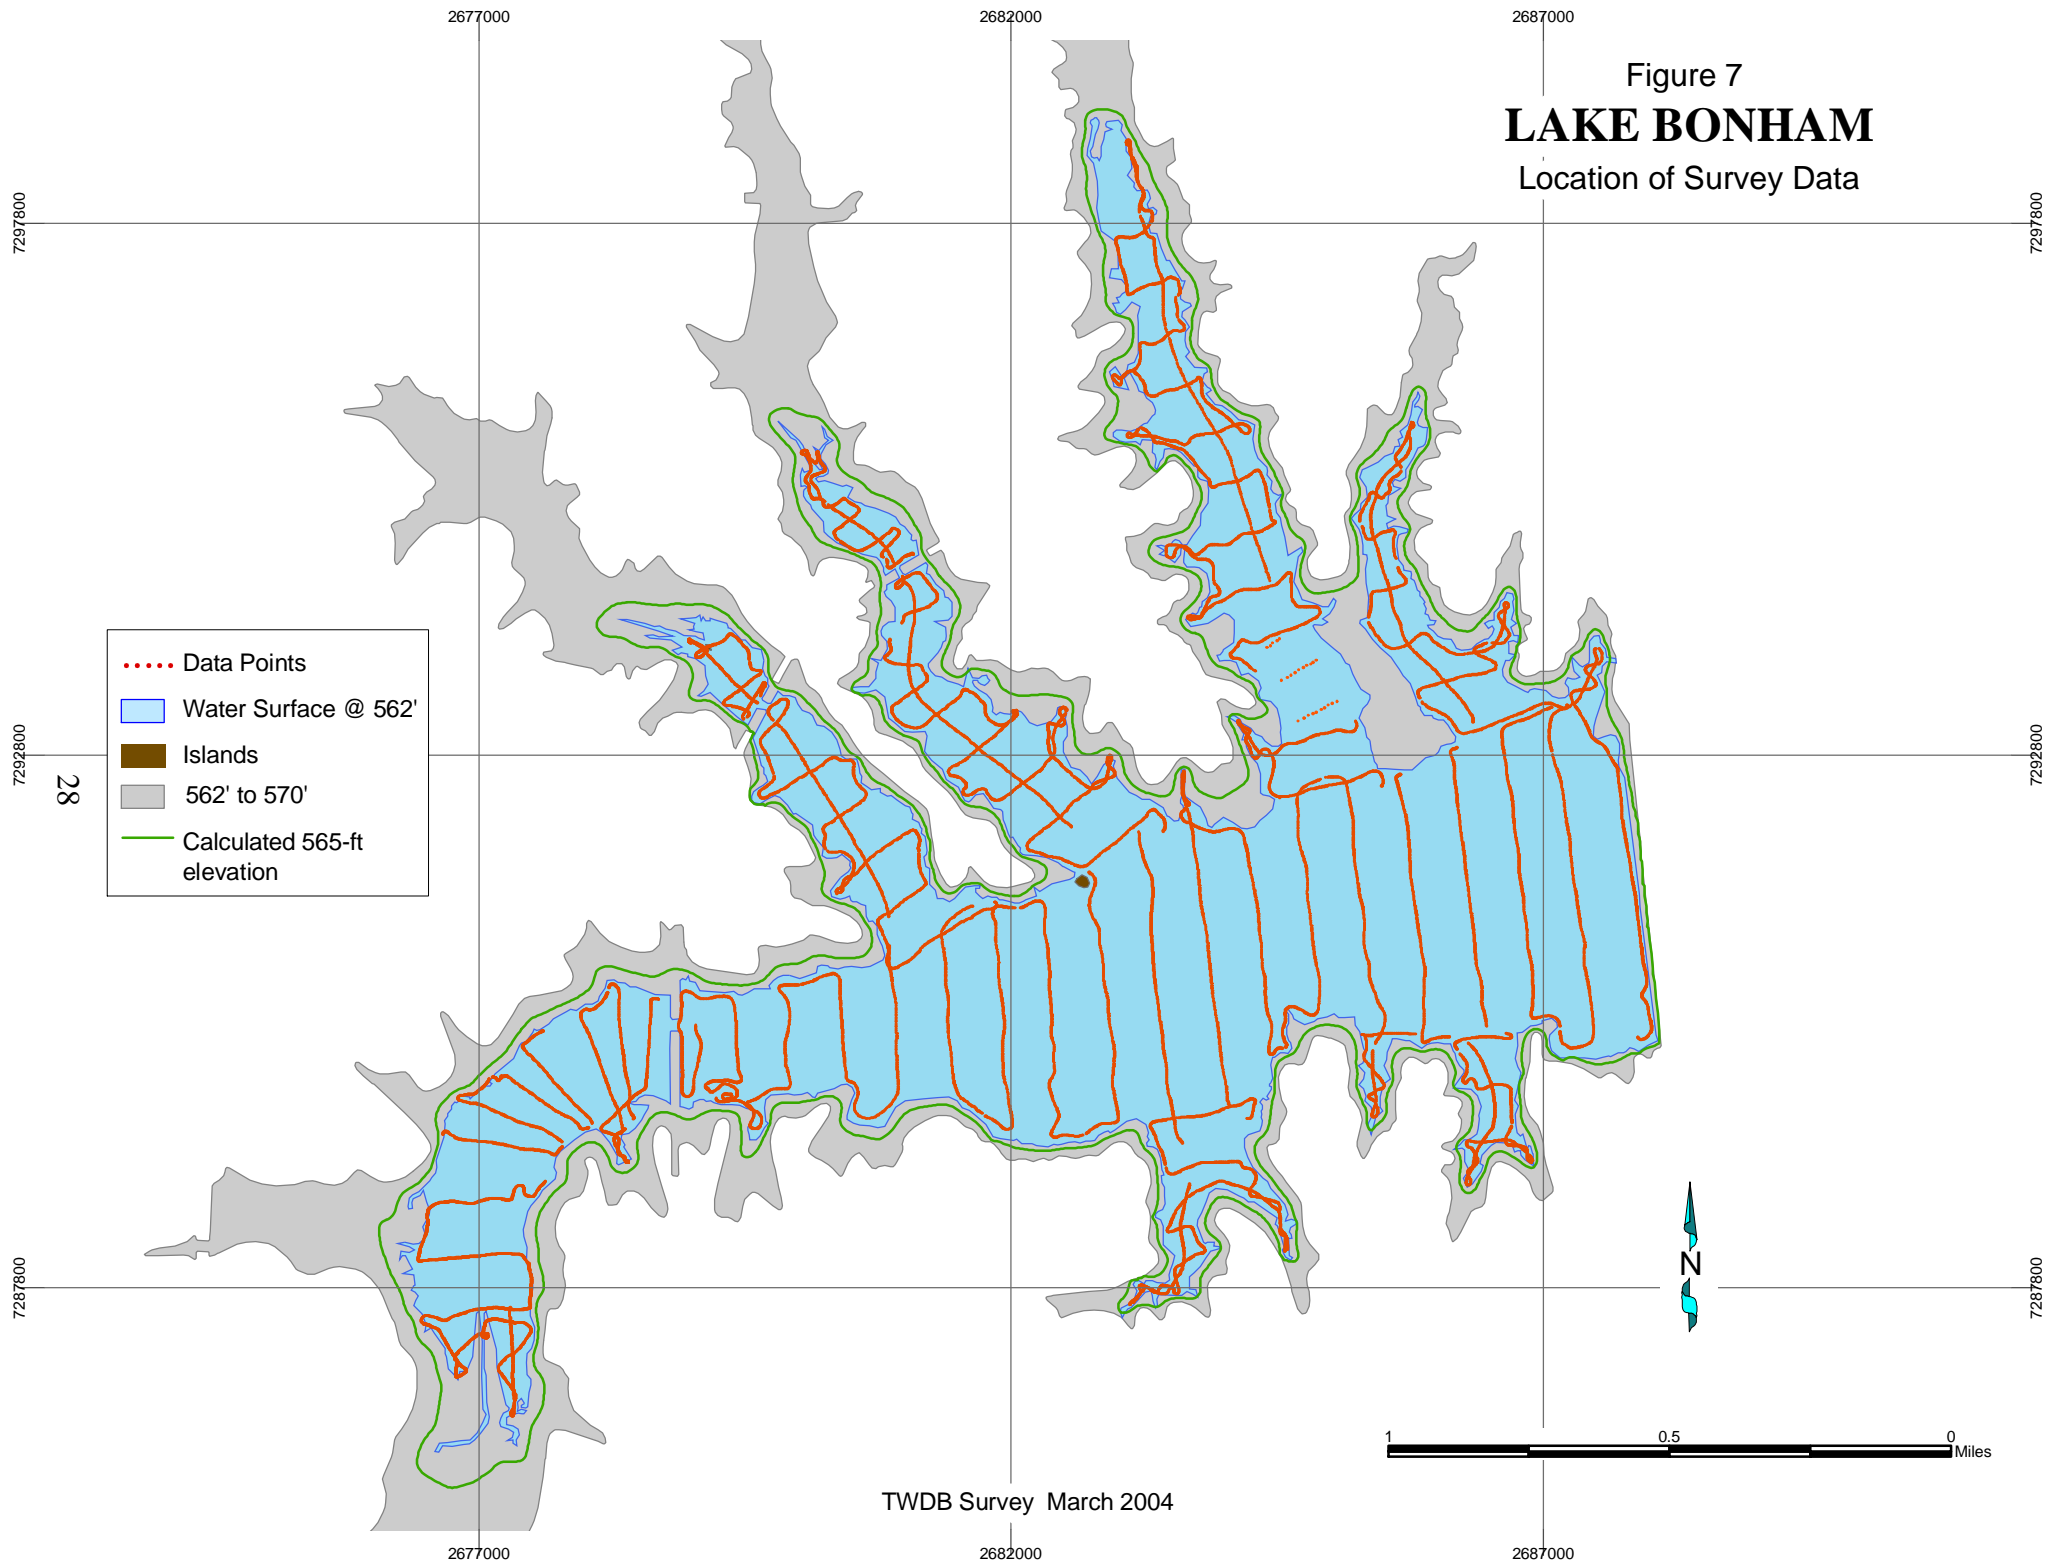 2677000
2682000
2687000
Figure 7
LAKE BONHAM
Location of Survey Data
7297800
7297800
Data Points
Water Surface @ 562'
Islands
562' to 570'
Calculated 565-ft
elevation
7292800
7292800
28
N
7287800
7287800
1
0.5
0
Miles
TWDB Survey March 2004
2677000
2682000
2687000